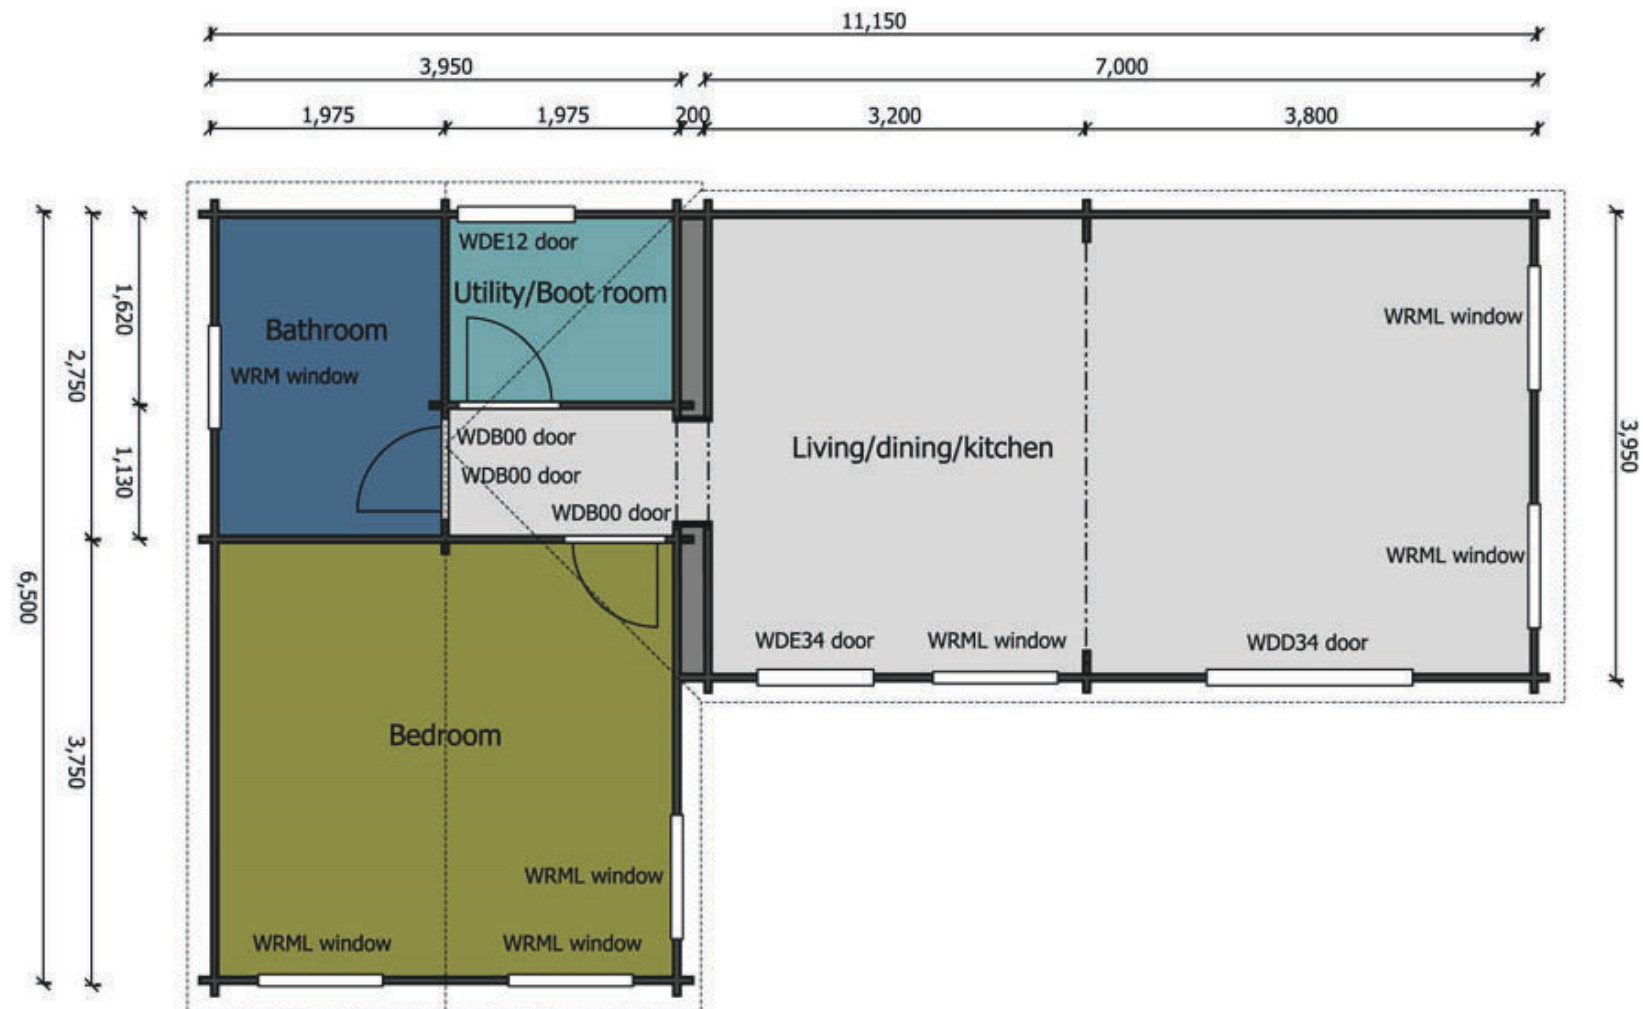 11,150
3,950
7,000
1,975
1,975
200
3,200
3,800
WDE12 door
Utility/Boot room
1,620
Bathroom
WRML window
2,750
WRM window
3,950
1,130
WDB00 door
Living/dining/kitchen
WDB00 door
WDB00 door
WRML window
6,500
WDE34 door
WRML window
WDD34 door
3,750
Bedroom
WRML window
WRML window
WRML window